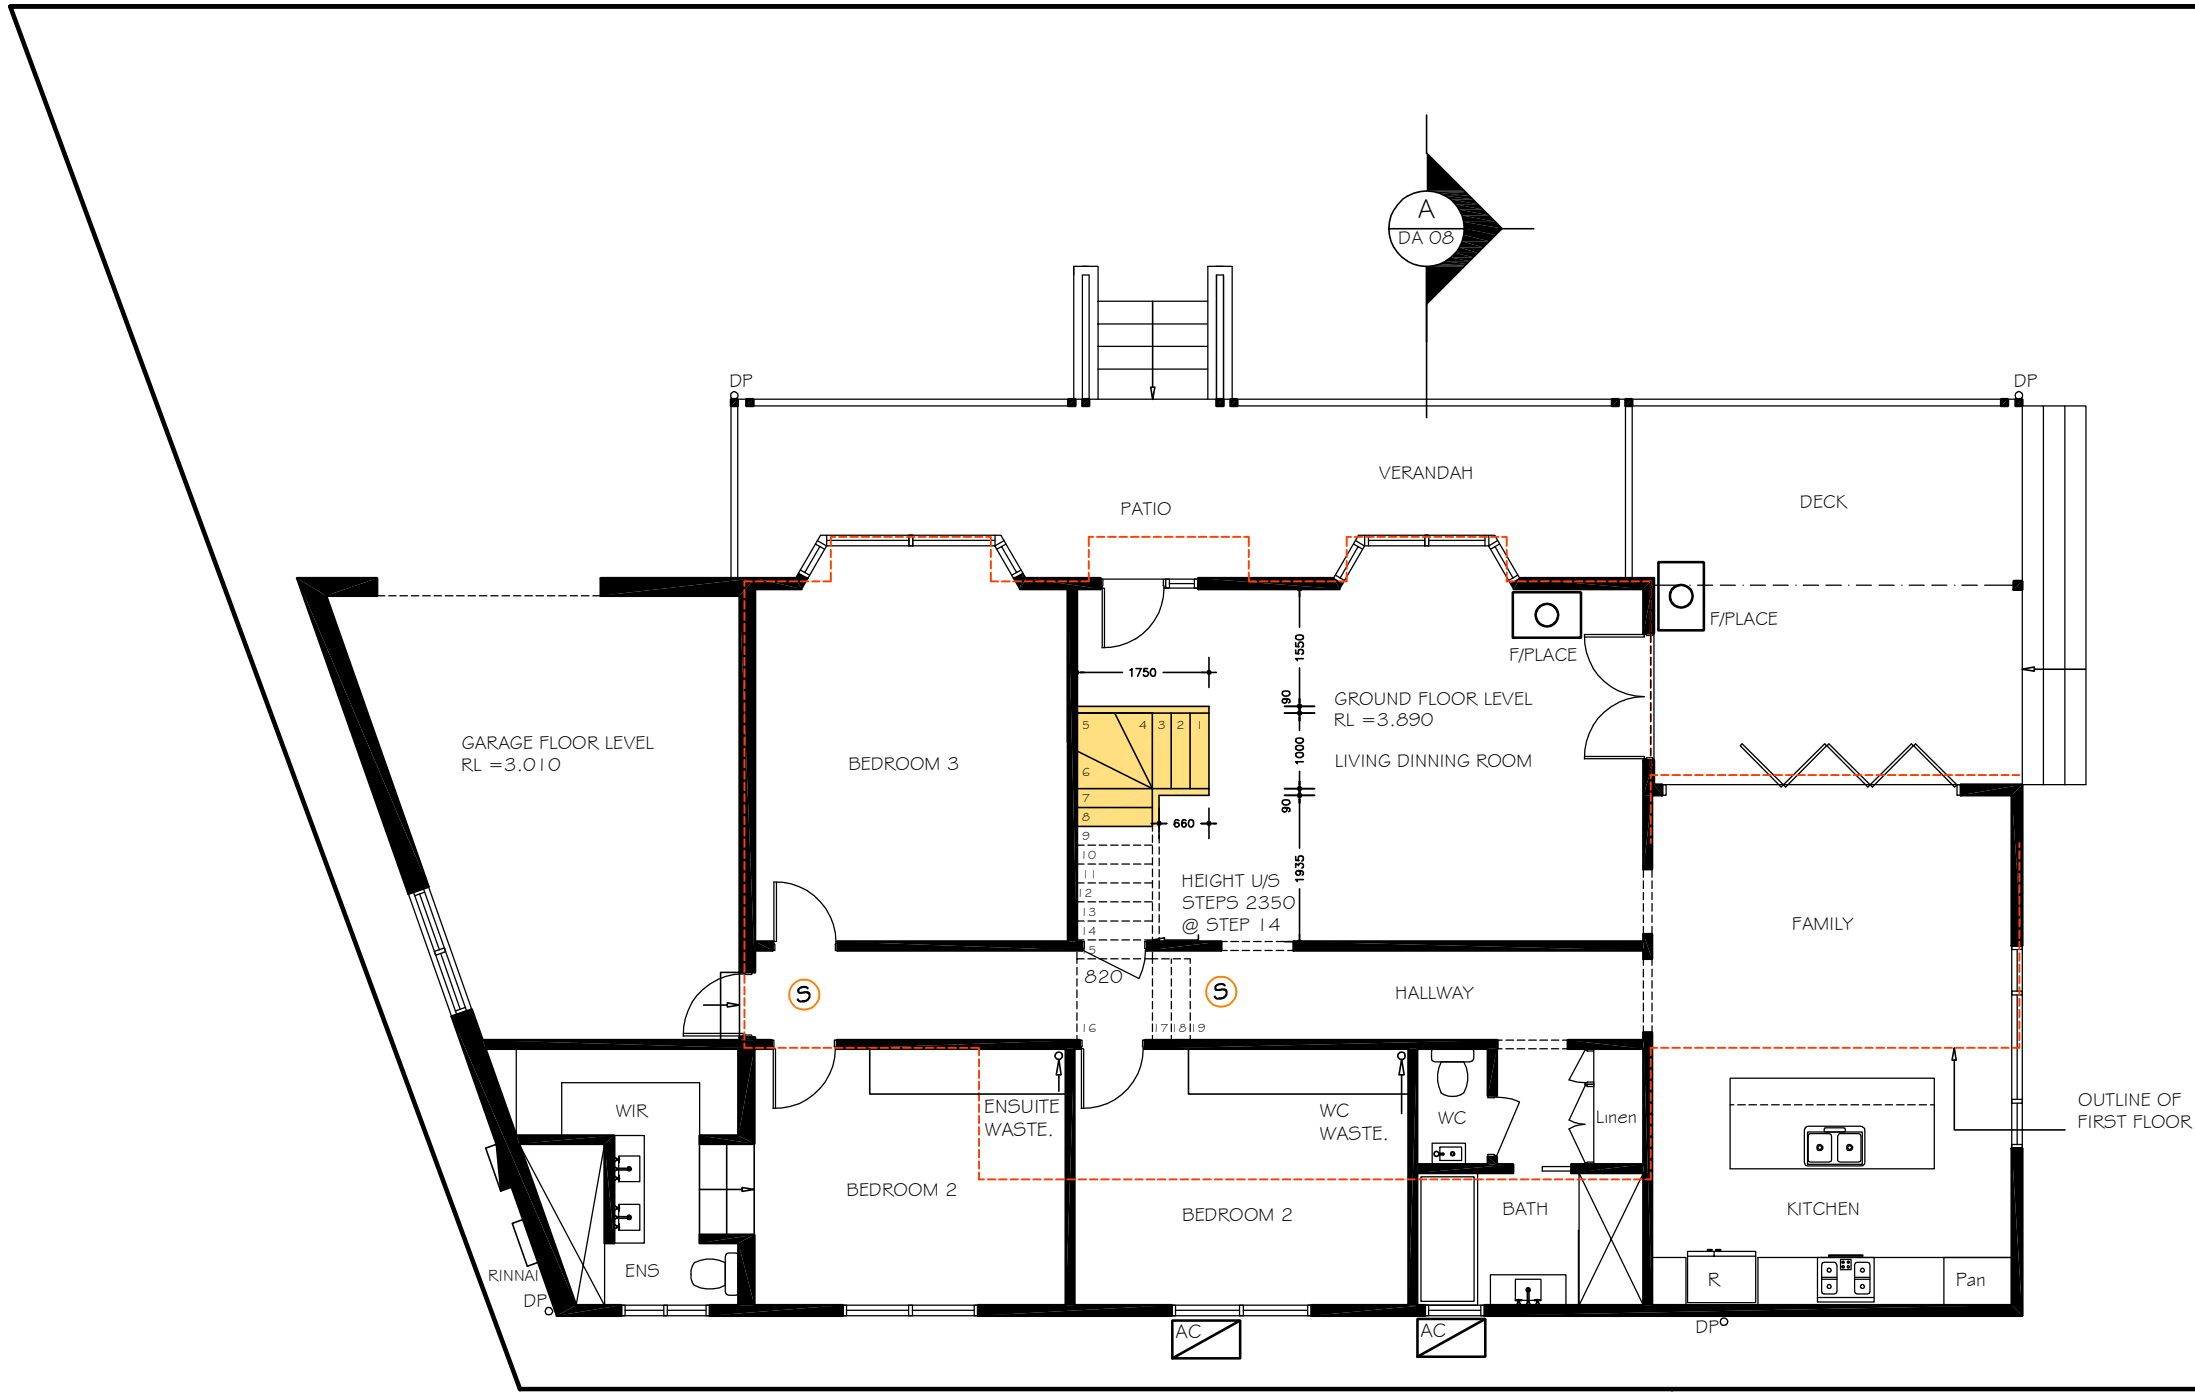 A
DA 08
DP
DP
VERANDAH
PATIO
DECK
F/PLACE
F/PLACE
1750
1550
90
GROUND FLOOR LEVEL
RL =3.890
LIVING DINNING ROOM
GARAGE FLOOR LEVEL
RL =3.010
BEDROOM 3
5
4
3
2
1
6
7
8
9
10
11
12
13
14
15
1000
90
660
1935
HEIGHT U/S
STEPS 2350
@ STEP 14
FAMILY
820
S
S
HALLWAY
16
17
18
19
WIR
ENSUITE
WASTE.
WC
WASTE.
WC
Linen
OUTLINE OF
FIRST FLOOR
BEDROOM 2
BEDROOM 2
BATH
KITCHEN
ENS
RINNAI
DP
R
Pan
AC
AC
DP